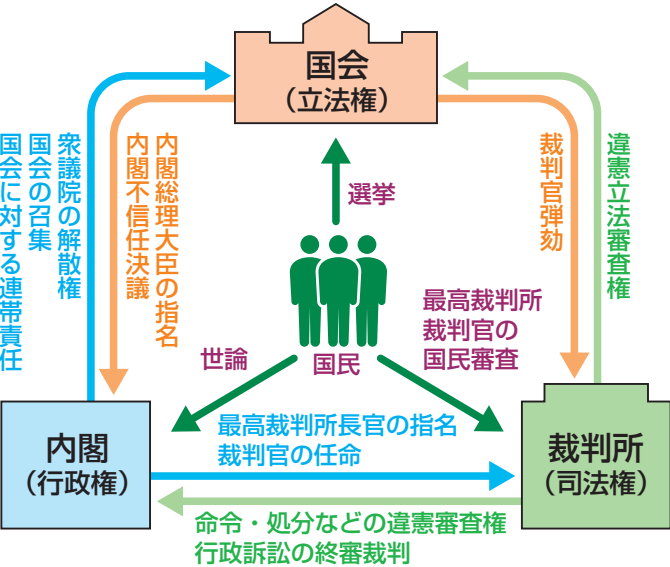 国会
（立法権）
衆議院の解散権
国会の召集
国会に対する連帯責任
内閣総理大臣の指名
内閣不信任決議
裁判官弾劾
違憲立法審査権
選挙
最高裁判所
裁判官の
国民審査
世論
国民
内閣
（行政権）
最高裁判所長官の指名
裁判官の任命
裁判所
（司法権）
命令・処分などの違憲審査権
行政訴訟の終審裁判